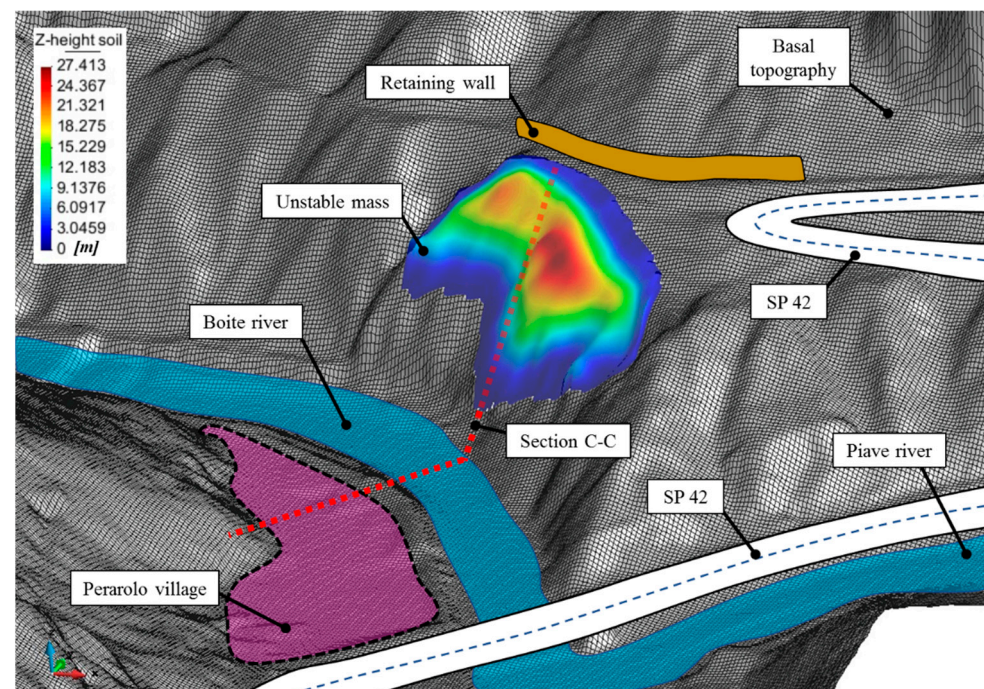 Z-height soil
27.413
24.367
21.321
18.275
15.229
12.183
9.1376
6.0917
3.0459
0 [m]
Basal
topography
Retaining wall
Unstable mass
SP 42
Boite river
Section C-C
Piave river
SP 42
Perarolo village